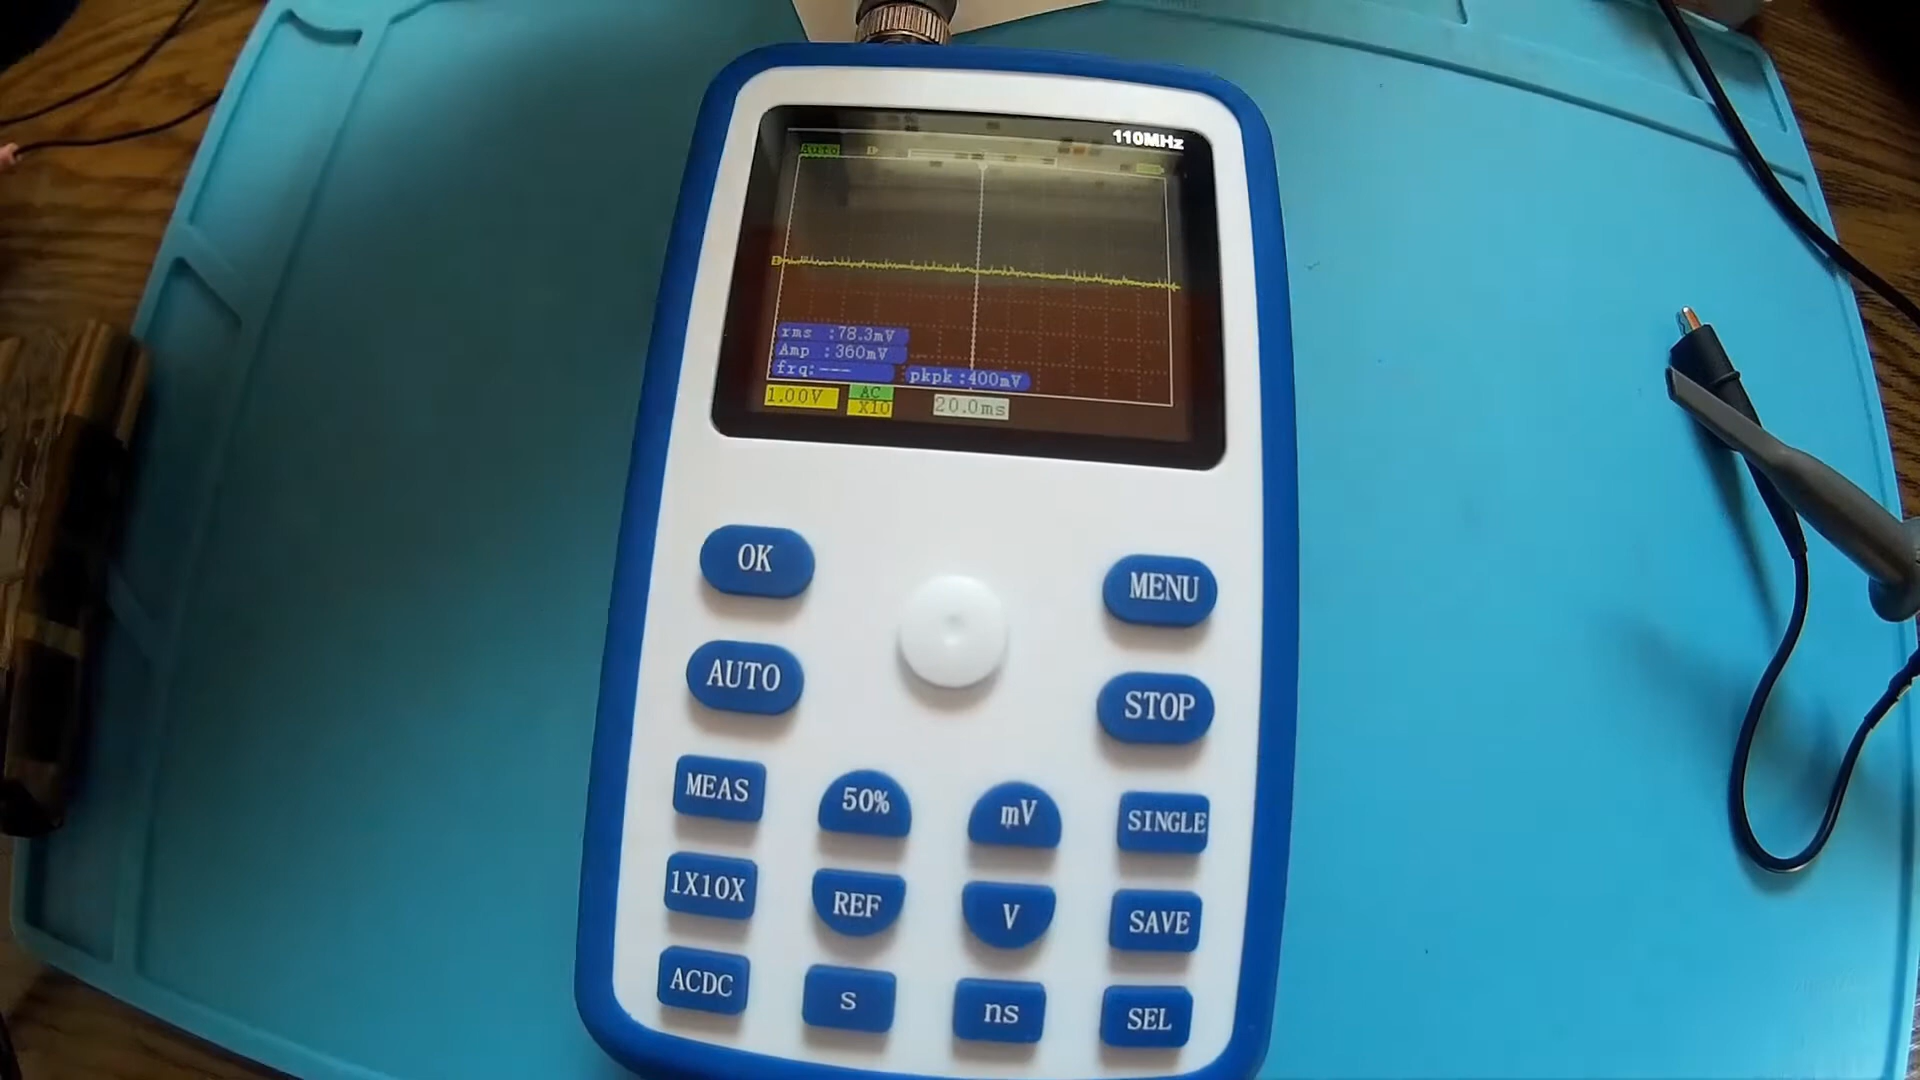 110MHz
Auto
rms :78.3mV
Amp :360mV
frq:---
pkpk:400mV
1.00V
AC
X10
20.0ms
OK
MENU
AUTO
STOP
MEAS
50%
mV
SINGLE
1X10X
REF
V
SAVE
ACDC
s
ns
SEL